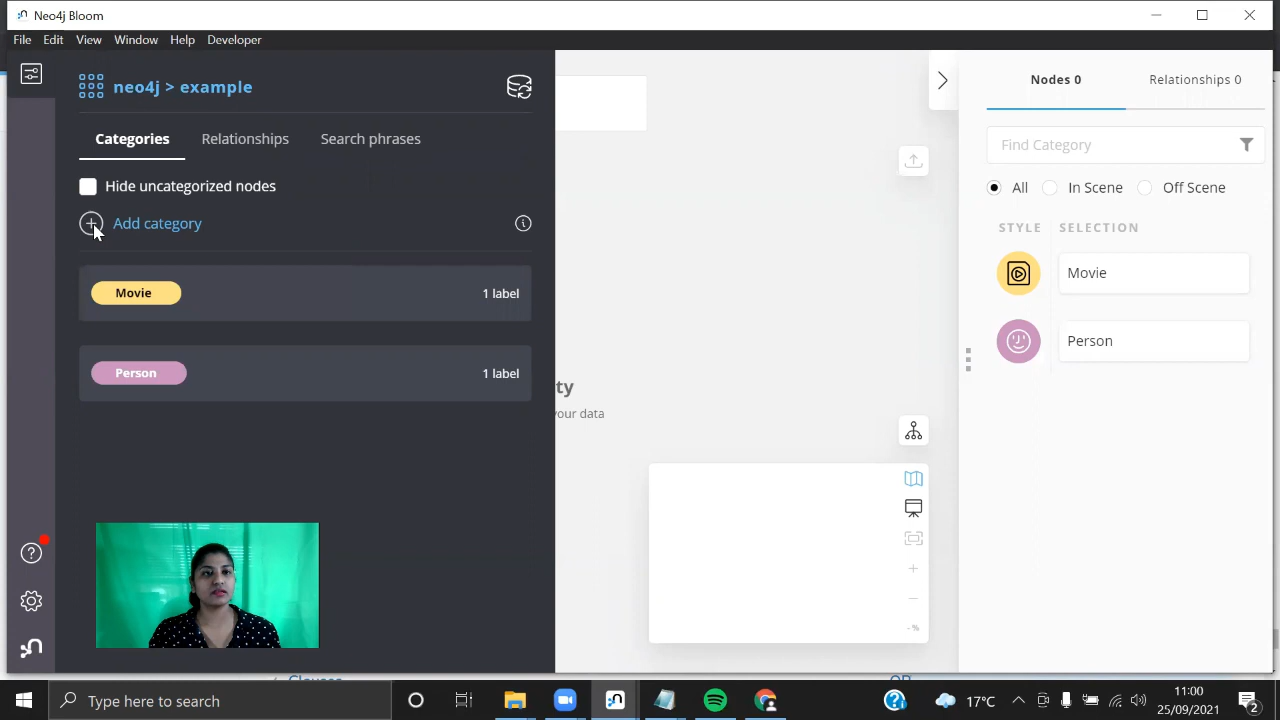 Neo4j Bloom
File Edit View Window Help Developer
neo4j > example
Categories Relationships Search phrases
Hide uncategorized nodes
Add category
Movie 1 label
Person 1 label
ty
your data
- %
Nodes 0 Relationships 0
Find Category
All In Scene Off Scene
STYLE SELECTION
Movie
Person
Type here to search
17°C
11:00
25/09/2021
2